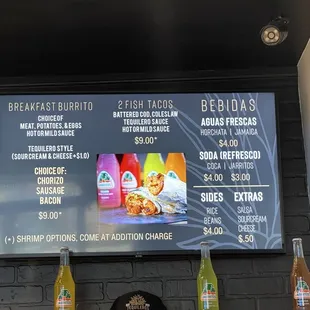 BREAKFAST BURRITO
CHOICE OF
MEAT, POTATOES, & EGGS
HOT OR MILD SAUCE
TEQUILERO STYLE
(SOUR CREAM & CHEESE +$1.0)
CHOICE OF:
CHORIZO
SAUSAGE
BACON
$9.00*
2 FISH TACOS
BATTERED COD, COLESLAW
TEQUILERO SAUCE
HOT OR MILD SAUCE
$9.00**
BEBIDAS
AGUAS FRESCAS
HORCHATA | JAMAICA
$4.00
SODA (REFRESCO)
COCA | JARRITOS
$4.00 $3.00
SIDES
RICE
BEANS
$4.00
EXTRAS
SALSA
SOURCREAM
CHEESE
$.50
(*) SHRIMP OPTIONS, COME AT ADDITION CHARGE